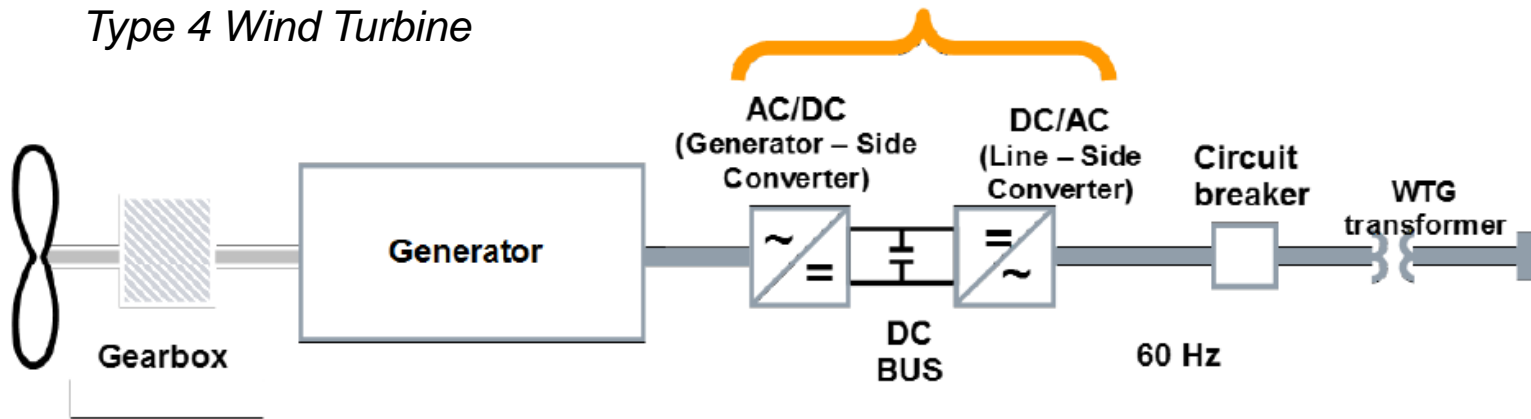 Type 4 Wind Turbine
AC/DC
(Generator – Side
Converter)
DC/AC
(Line – Side
Converter)
Circuit
breaker
WTG
transformer
Generator
~
=
=
~
Gearbox
DC
BUS
60 Hz